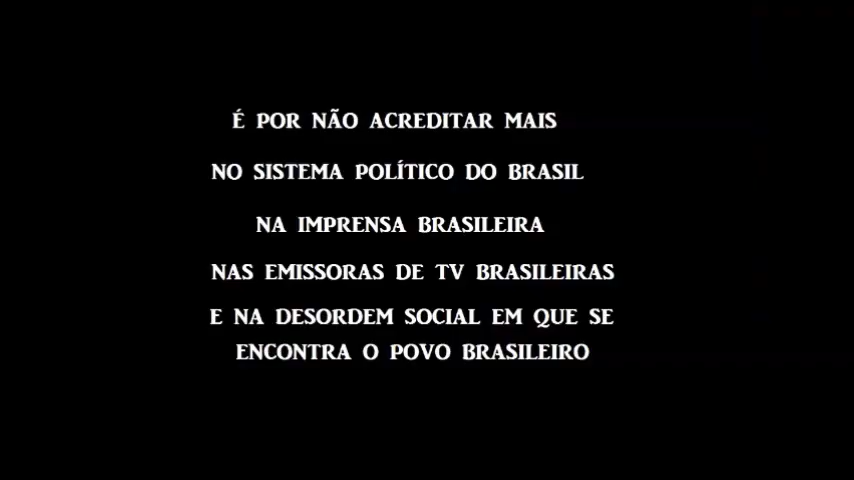 É POR NÃO ACREDITAR MAIS
NO SISTEMA POLÍTICO DO BRASIL
NA IMPRENSA BRASILEIRA
NAS EMISSORAS DE TV BRASILEIRAS
E NA DESORDEM SOCIAL EM QUE SE
ENCONTRA O POVO BRASILEIRO